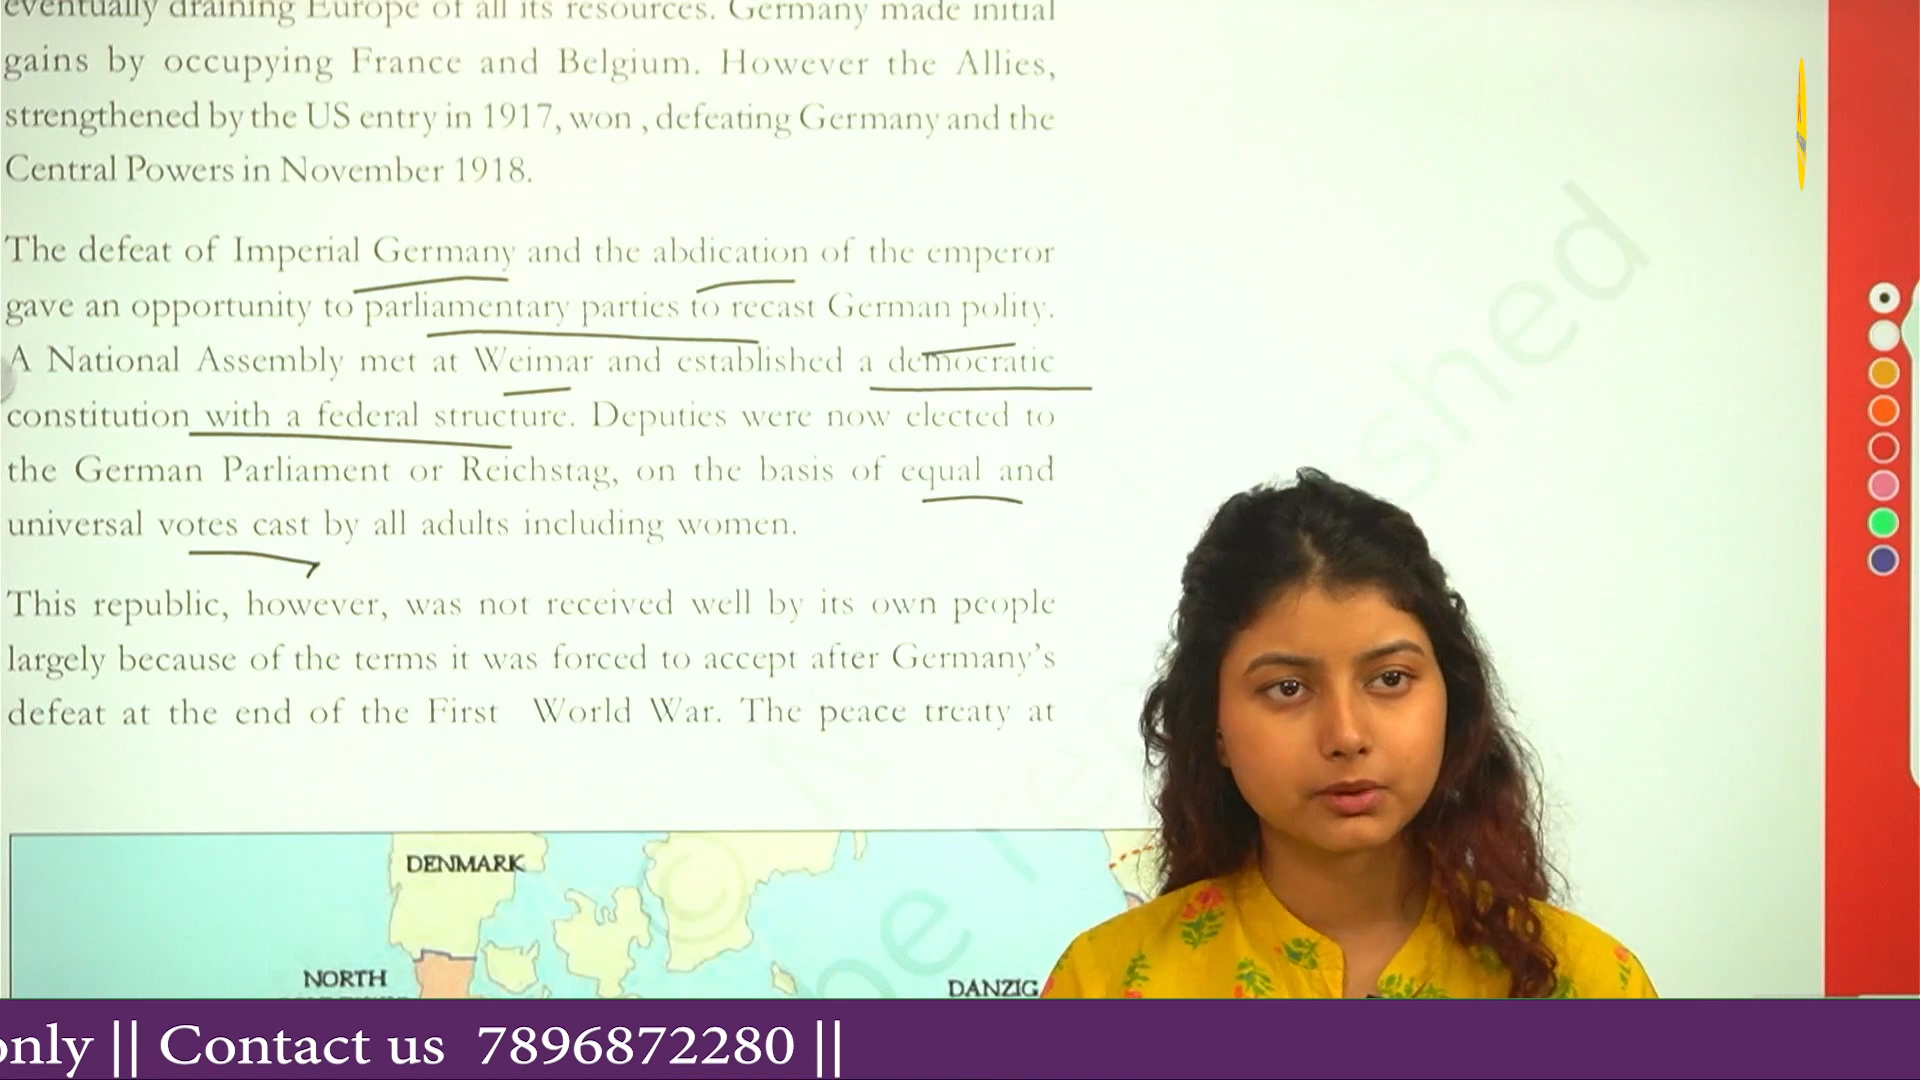 eventually draining Europe of all its resources. Germany made initial
gains by occupying France and Belgium. However the Allies,
strengthened by the US entry in 1917, won , defeating Germany and the
Central Powers in November 1918.
The defeat of Imperial Germany and the abdication of the emperor
gave an opportunity to parliamentary parties to recast German polity.
A National Assembly met at Weimar and established a democratic
constitution with a federal structure. Deputies were now elected to
the German Parliament or Reichstag, on the basis of equal and
universal votes cast by all adults including women.
This republic, however, was not received well by its own people
largely because of the terms it was forced to accept after Germany's
defeat at the end of the First World War. The peace treaty at
DENMARK
NORTH
DANZIG
only || Contact us 7896872280 ||